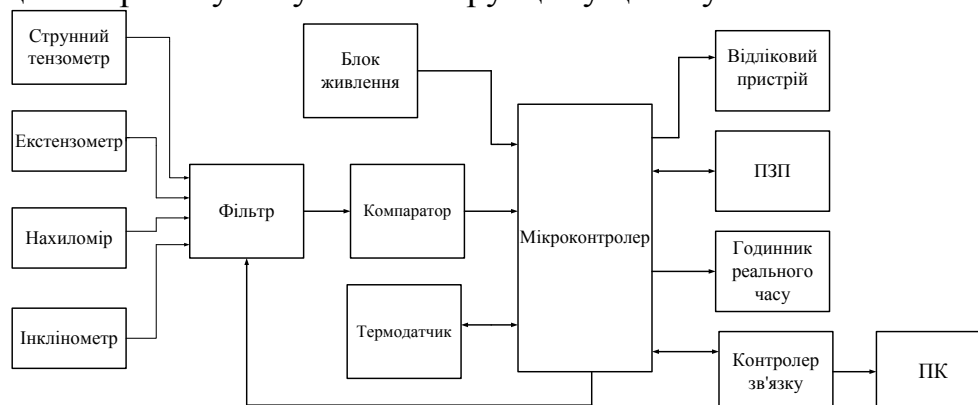 Струнний
тензометр
Блок
живлення
Відліковий
пристрій
Екстензометр
ПЗП
Фільтр
Компаратор
Нахиломір
Мікроконтролер
Годинник
реального
часу
Термодатчик
Інклінометр
Контролер
зв'язку
ПК